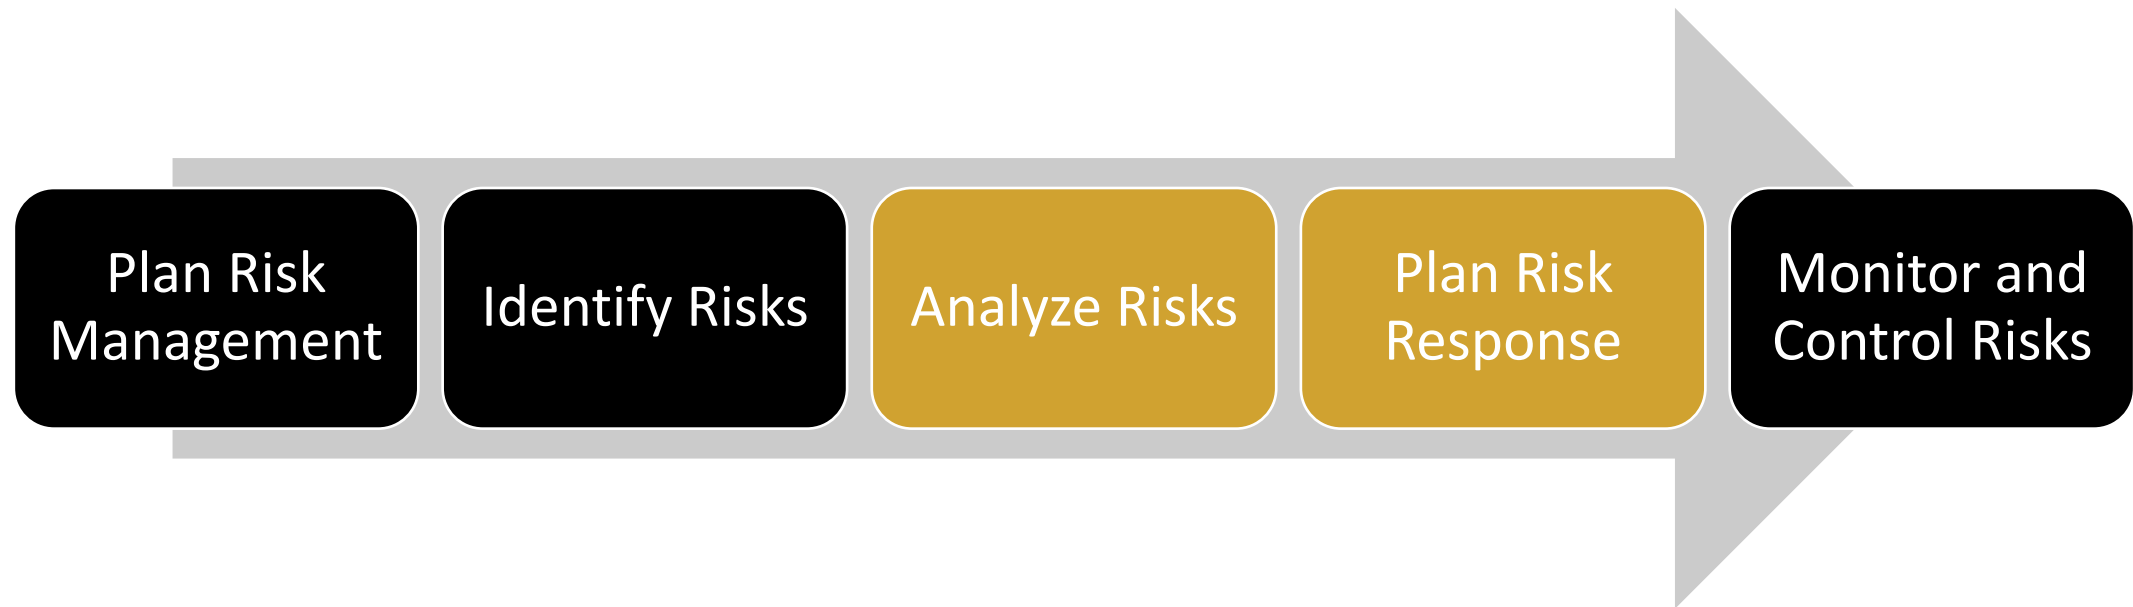 Plan Risk
Management
Identify Risks
Analyze Risks
Plan Risk
Response
Monitor and
Control Risks